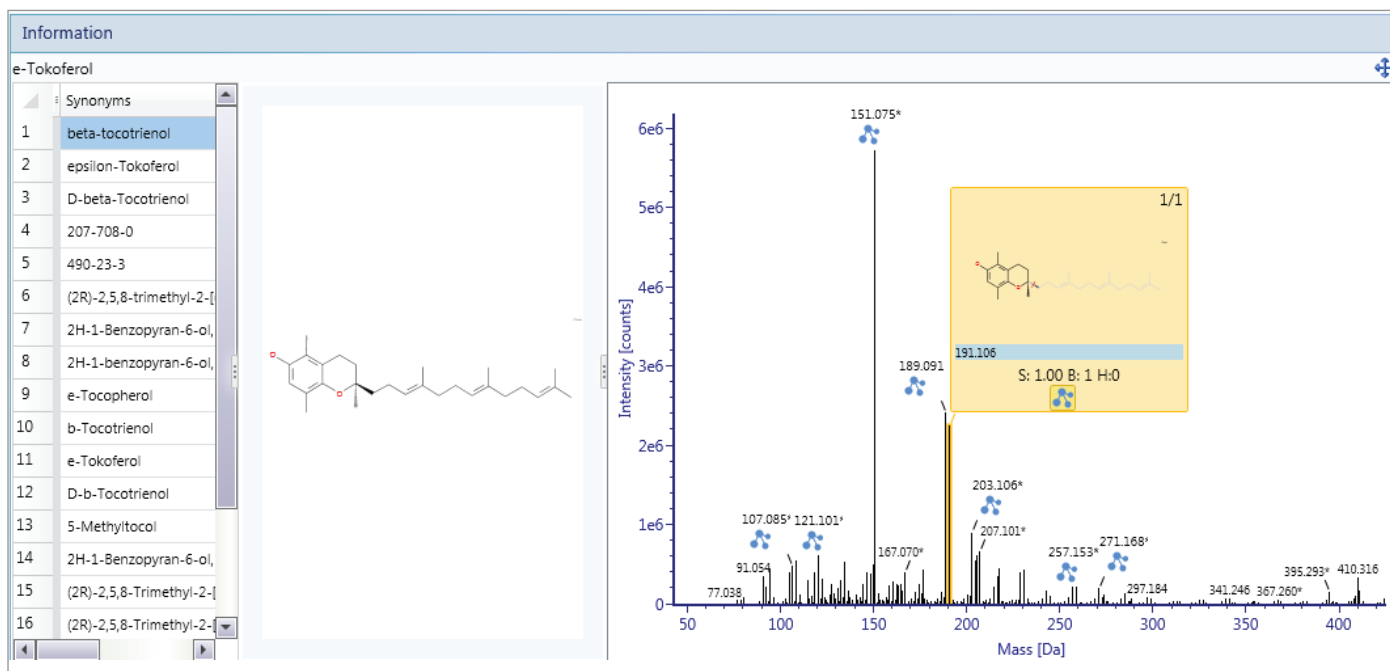 Information
e-Tokoferol
Synonyms
1 beta-tocotrienol
2 epsilon-Tokoferol
3 D-beta-Tocotrienol
4 207-708-0
5 490-23-3
6 (2R)-2,5,8-trimethyl-2-[
7 2H-1-Benzopyran-6-ol,
8 2H-1-benzopyran-6-ol,
9 e-Tocopherol
10 b-Tocotrienol
11 e-Tokoferol
12 D-b-Tocotrienol
13 5-Methyltocol
14 2H-1-Benzopyran-6-ol,
15 (2R)-2,5,8-Trimethyl-2-[
16 (2R)-2,5,8-Trimethyl-2-[
O
O
Intensity [counts]
6e6
5e6
4e6
3e6
2e6
1e6
0
151.075*
1/1
191.106
S: 1.00 B: 1 H:0
189.091
203.106*
207.101*
107.085*
121.101*
167.070*
91.054
77.038
257.153*
271.168*
297.184
341.246
367.260*
395.293*
410.316
50 100 150 200 250 300 350 400
Mass [Da]